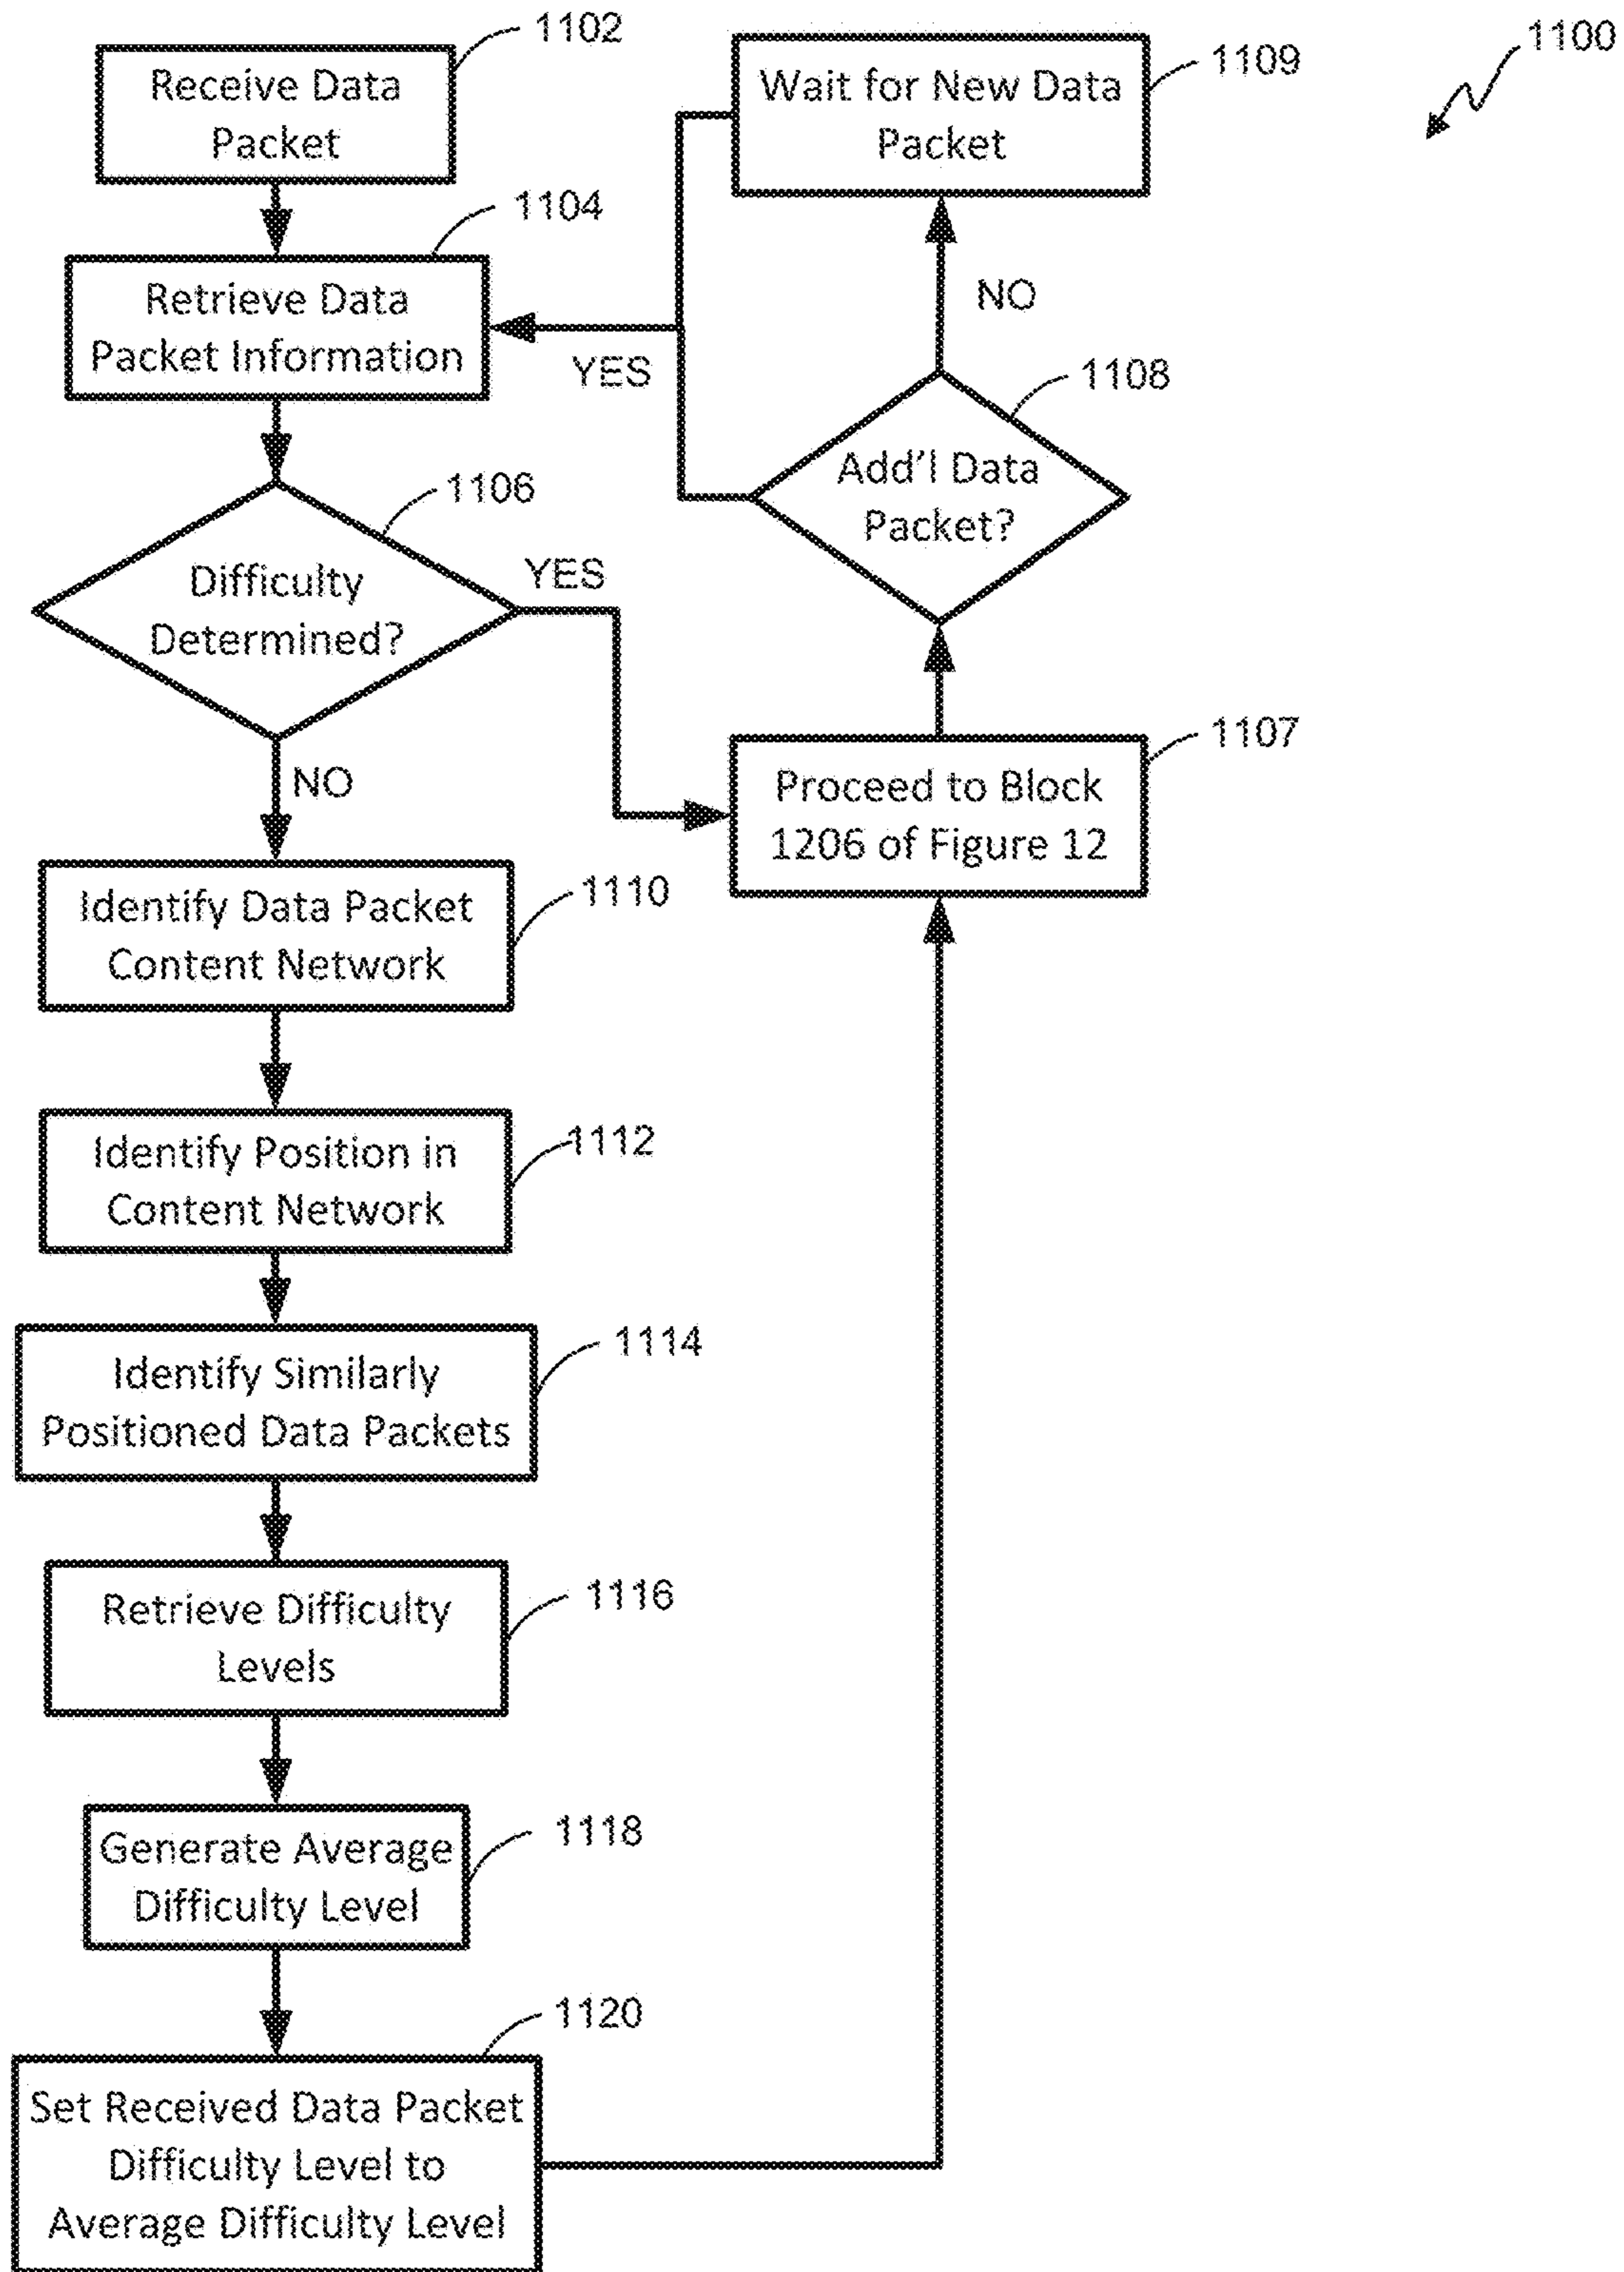 1102
Receive Data
Packet
1104
Retrieve Data
Packet Information
1106
Difficulty
Determined?
YES
NO
1110
Identify Data Packet
Content Network
1112
Identify Position in
Content Network
1114
Identify Similarly
Positioned Data Packets
1116
Retrieve Difficulty
Levels
1118
Generate Average
Difficulty Level
1120
Set Received Data Packet
Difficulty Level to
Average Difficulty Level
1107
Proceed to Block
1206 of Figure 12
1108
Add'l Data
Packet?
YES
NO
1109
Wait for New Data
Packet
1100